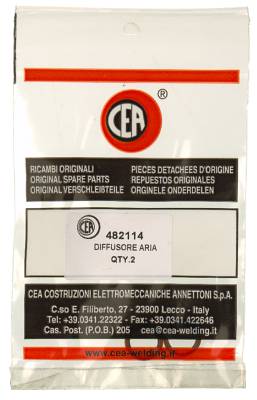 CEA
®
RICAMBI ORIGINALI
ORIGINAL SPARE PARTS
ORIGINAL VERSCHLEIBTEILE
PIECES DETACHEES D'ORIGINE
REPUESTOS ORIGINALES
ORGINELE ONDERDELEN
CEA
482114
DIFFUSORE ARIA
QTY.2
CEA COSTRUZIONI ELETTROMECCANICHE ANNETTONI S.p.A.
C.so E. Filiberto, 27 - 23900 Lecco - Italy
Tel: +39.0341.22322 - Fax: +39.0341.422646
Cas. Post. (P.O.B.) 205 cea@cea-welding.it
www.cea-welding.com